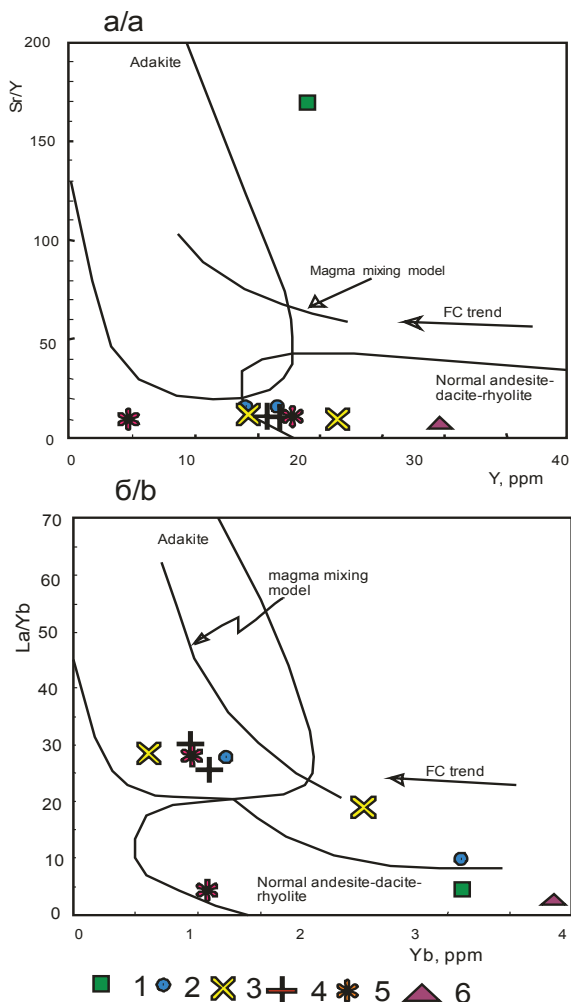 а/a
200
150
100
50
0
Sr/Y
Adakite
Magma mixing model
FC trend
Normal andesite-
dacite-rhyolite
0 10 20 30 40
Y, ppm
б/b
70
60
50
40
30
20
10
0
La/Yb
Adakite
magma mixing
model
FC trend
Normal andesite-dacite-
rhyolite
0 1 2 3 4
Yb, ppm
1 2 3 4 5 6